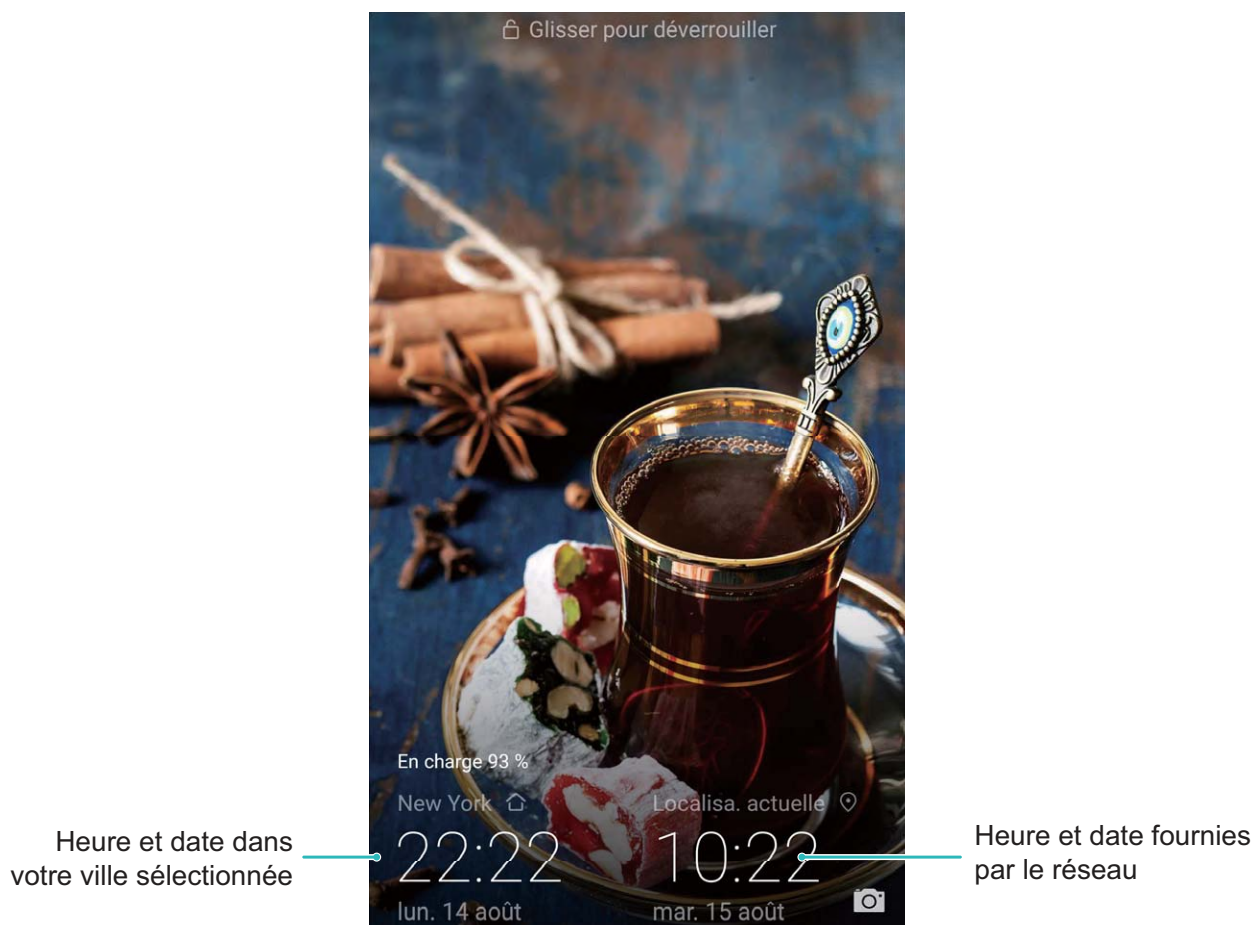 Glisser pour déverrouiller
En charge 93 %
New York
Localisa. actuelle
22:22
10:22
lun. 14 août
mar. 15 août
Heure et date dans
votre ville sélectionnée
Heure et date fournies
par le réseau